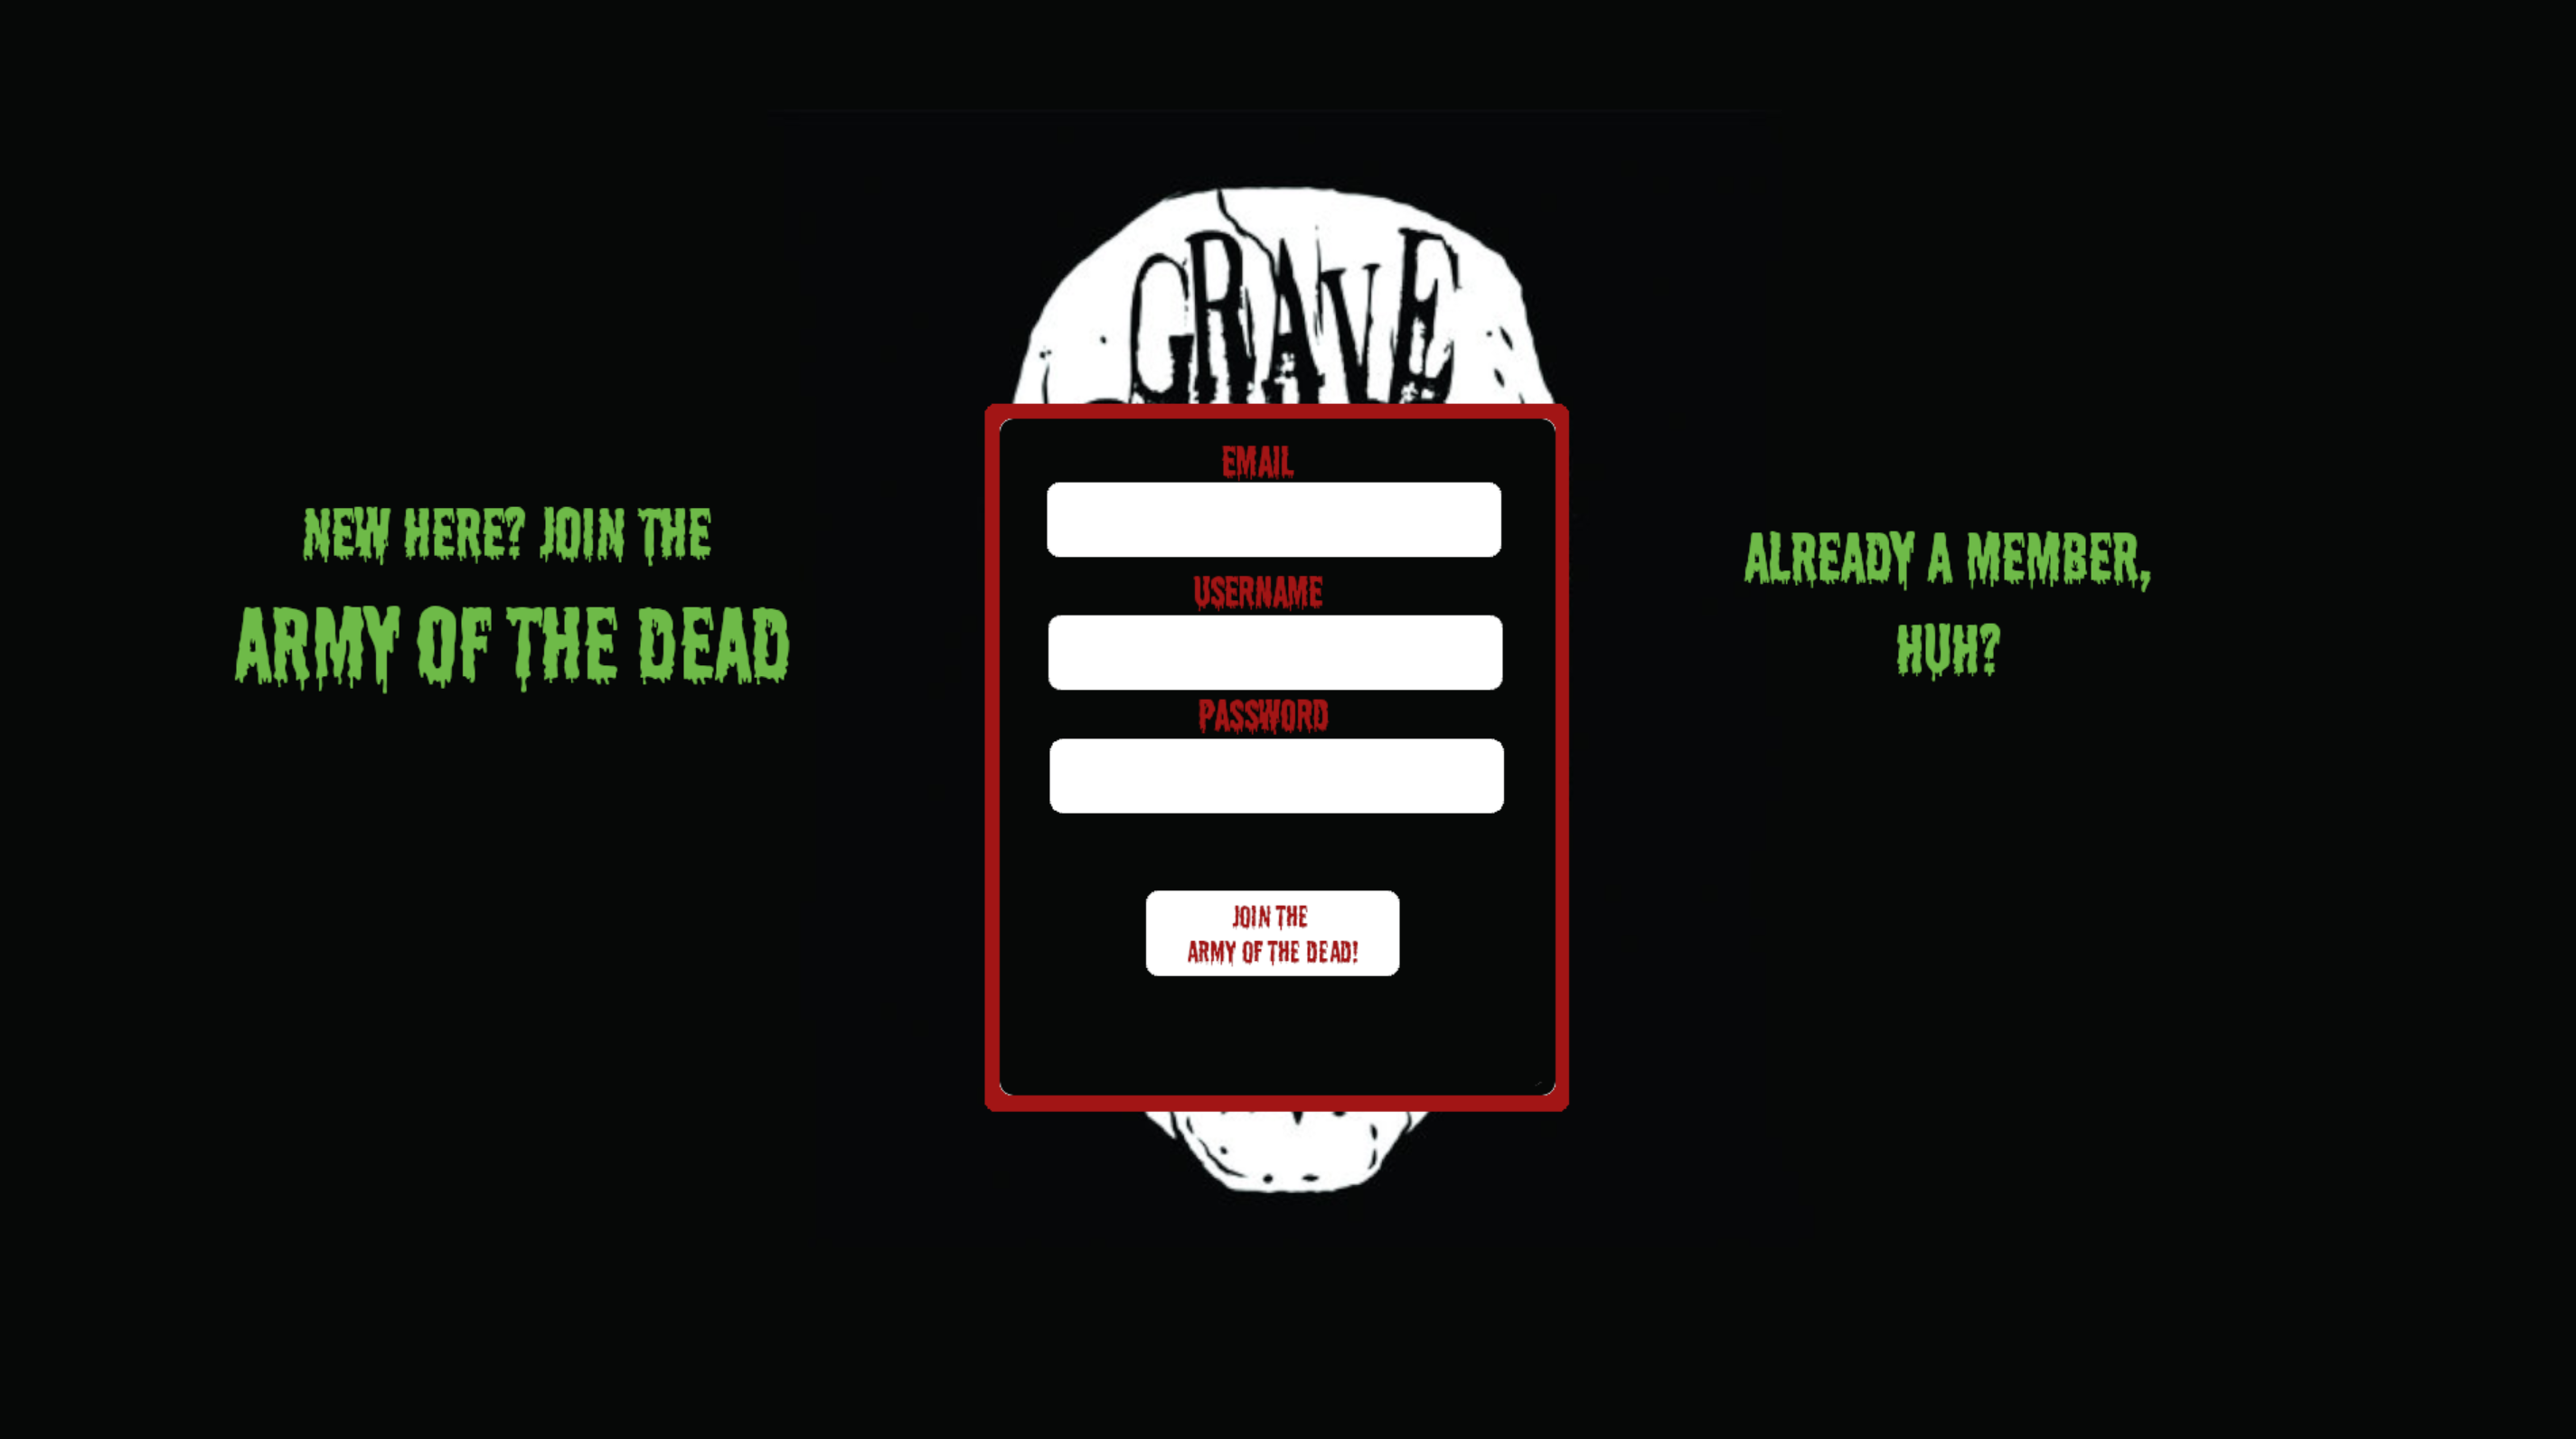 GRAVE
NEW HERE? JOIN THE
ARMY OF THE DEAD
EMAIL
USERNAME
PASSWORD
JOIN THE
ARMY OF THE DEAD!
ALREADY A MEMBER,
HUH?